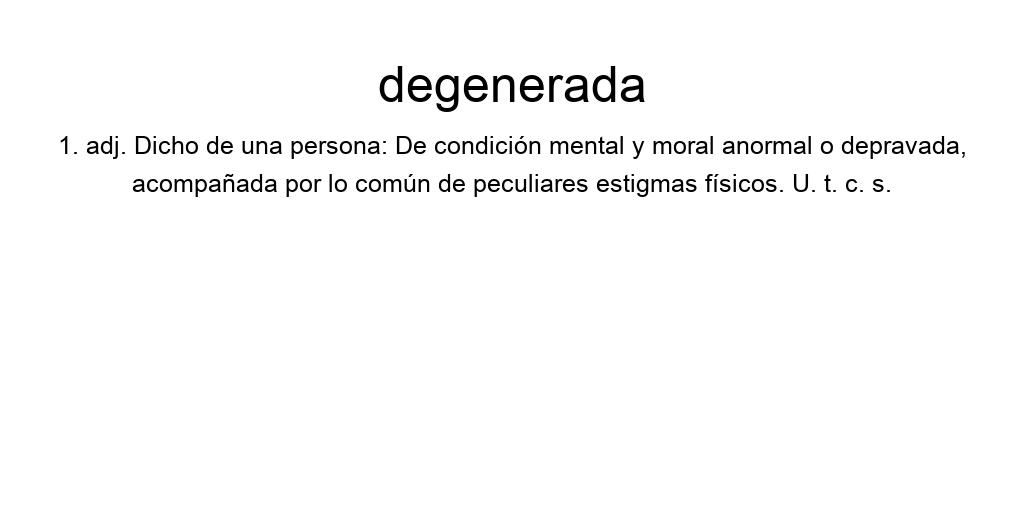 degenerada
1. adj. Dicho de una persona: De condición mental y moral anormal o depravada,
acompañada por lo común de peculiares estigmas físicos. U. t. c. s.